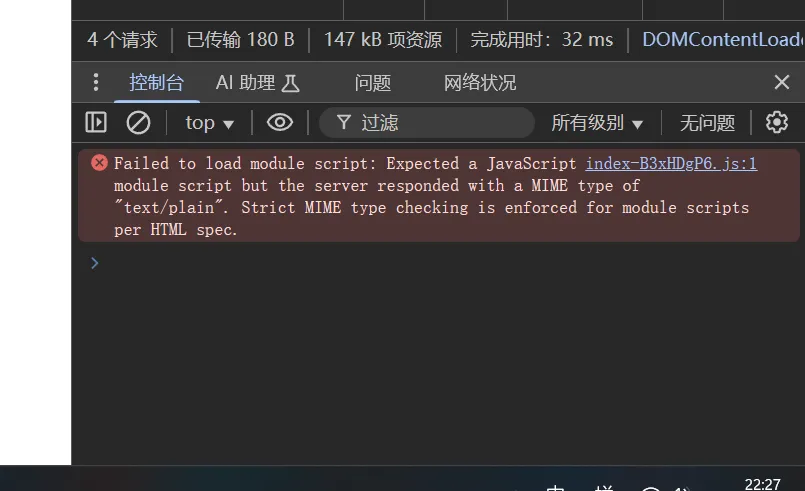 4 个请求 已传输 180 B 147 kB 项资源 完成用时：32 ms DOMContentLoade
控制台 AI 助理 问题 网络状况
top 过滤 所有级别 无问题
Failed to load module script: Expected a JavaScript index-B3xHDgP6.js:1
module script but the server responded with a MIME type of
"text/plain". Strict MIME type checking is enforced for module scripts
per HTML spec.
22:27